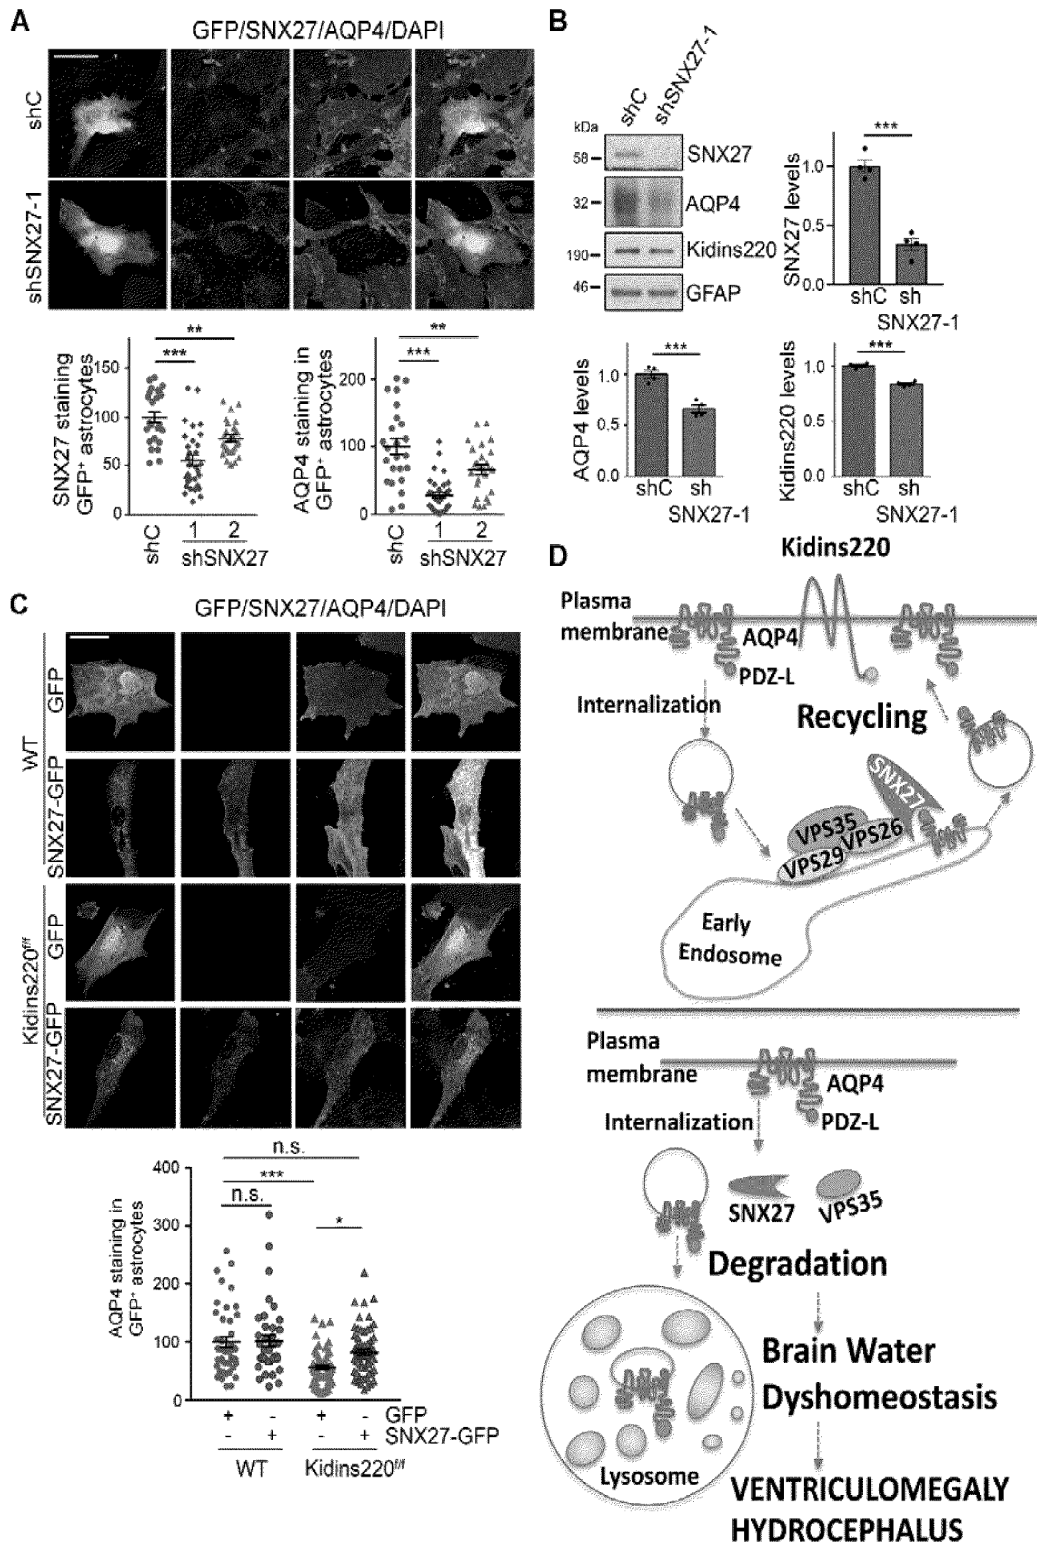 A
GFP/SNX27/AQP4/DAPI
shC
shSNX27-1
SNX27 staining
GFP+ astrocytes
150
100
50
0
***
**
shC
1 2
shSNX27
AQP4 staining in
GFP+ astrocytes
200
100
0
***
**
shC
1 2
shSNX27
B
shC
shSNX27-1
kDa
58
SNX27
32
AQP4
190
Kidins220
46
GFAP
SNX27 levels
1.0
0.5
0.0
***
shC sh
SNX27-1
AQP4 levels
1.0
0.5
0.0
***
shC sh
SNX27-1
Kidins220 levels
1.0
0.5
0.0
***
shC sh
SNX27-1
C
GFP/SNX27/AQP4/DAPI
WT
GFP
SNX27-GFP
Kidins220f/f
GFP
SNX27-GFP
AQP4 staining in
GFP+ astrocytes
400
300
200
100
0
n.s.
***
n.s.
*
+ - + - GFP
- + - + SNX27-GFP
WT Kidins220f/f
D
Kidins220
Plasma
membrane
AQP4
PDZ-L
Internalization
Recycling
SNX27
VPS35
VPS26
VPS29
Early
Endosome
Plasma
membrane
AQP4
PDZ-L
Internalization
SNX27
VPS35
Degradation
Brain Water
Dyshomeostasis
Lysosome
VENTRICULOMEGALY
HYDROCEPHALUS